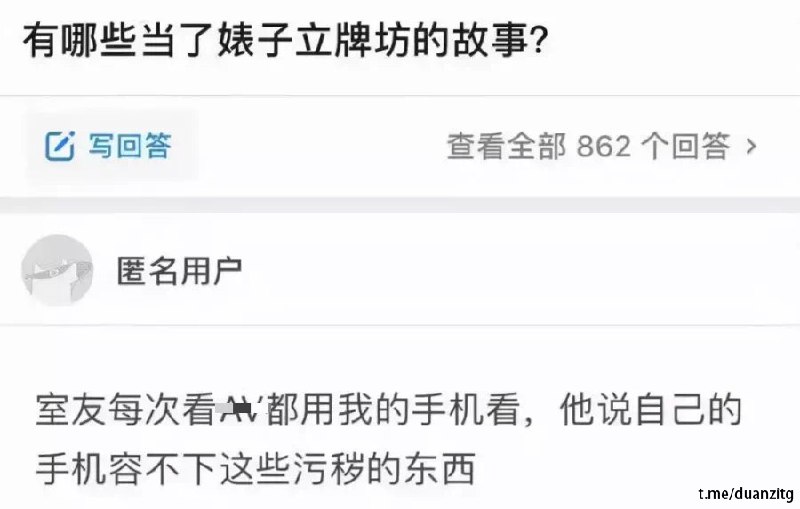 有哪些当了婊子立牌坊的故事?
写回答
查看全部 862 个回答 ›
匿名用户
室友每次看AV都用我的手机看，他说自己的
手机容不下这些污秽的东西
t.me/duanzitg